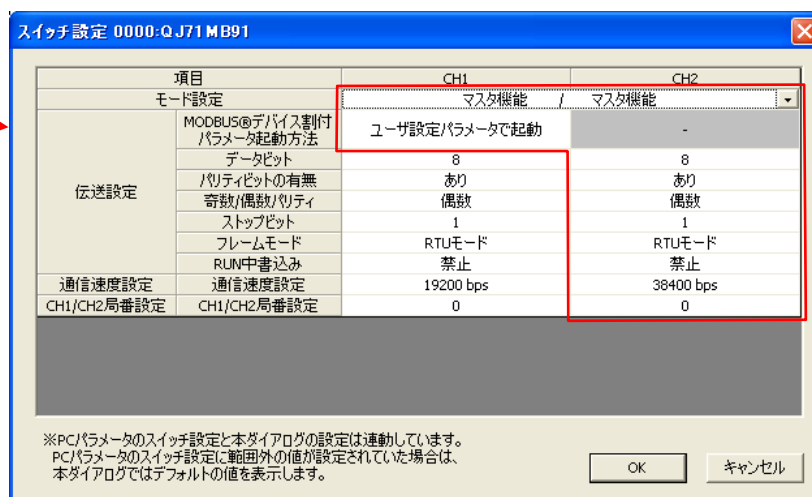 スイッチ設定 0000:QJ71MB91
項目 CH1 CH2
モード設定 マスタ機能 / マスタ機能
伝送設定
MODBUS®デバイス割付
パラメータ起動方法
ユーザ設定パラメータで起動 -
データビット 8 8
パリティビットの有無 あり あり
奇数/偶数パリティ 偶数 偶数
ストップビット 1 1
フレームモード RTUモード RTUモード
RUN中書込み 禁止 禁止
通信速度設定 通信速度設定 19200 bps 38400 bps
CH1/CH2局番設定 CH1/CH2局番設定 0 0
※PCパラメータのスイッチ設定と本ダイアログの設定は連動しています。
PCパラメータのスイッチ設定に範囲外の値が設定されていた場合は、
本ダイアログではデフォルトの値を表示します。
OK キャンセル